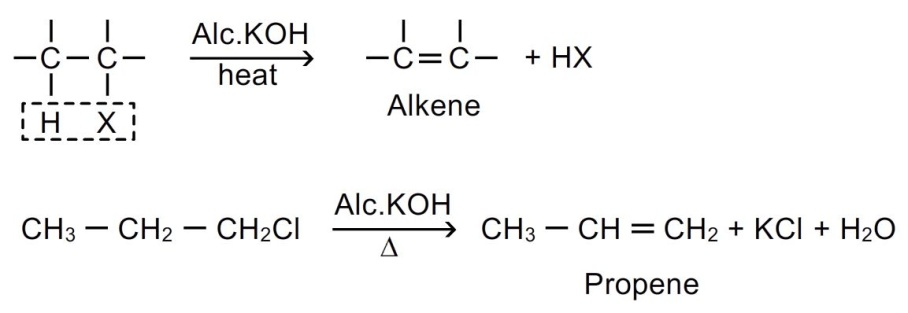 | | Alc.KOH | |
—C—C— heat —C=C— + HX
| | Alkene
H X
CH₃ — CH₂ — CH₂Cl Alc.KOH Δ CH₃ — CH = CH₂ + KCl + H₂O
Propene